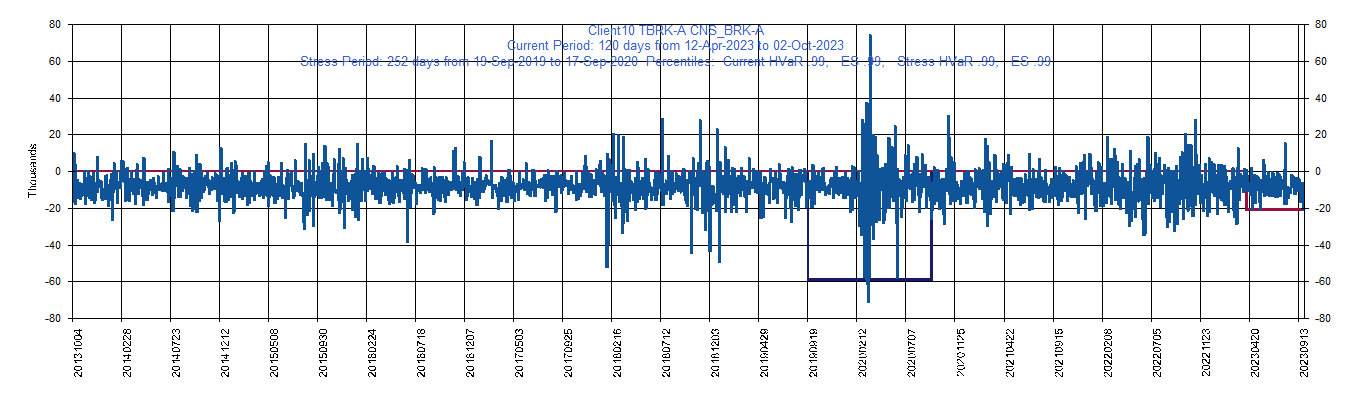 Client10 TBRK-A CNS_BRK-A
Current Period: 120 days from 12-Apr-2023 to 02-Oct-2023
Stress Period: 252 days from 19-Sep-2019 to 17-Sep-2020 Percentiles: Current HVaR .99, ES .99, Stress HVaR .99, ES .99
80 80
60 60
40 40
20 20
0 0
-20 -20
-40 -40
-60 -60
-80 -80
Thousands
20131004 20140228 20140723 20141212 20150508 20150930 20160224 20160718 20161207 20170503 20170925 20180216 20180712 20181203 20190429 20190919 20200212 20200707 20201125 20210422 20210915 20220208 20220705 20221123 20230420 20230913